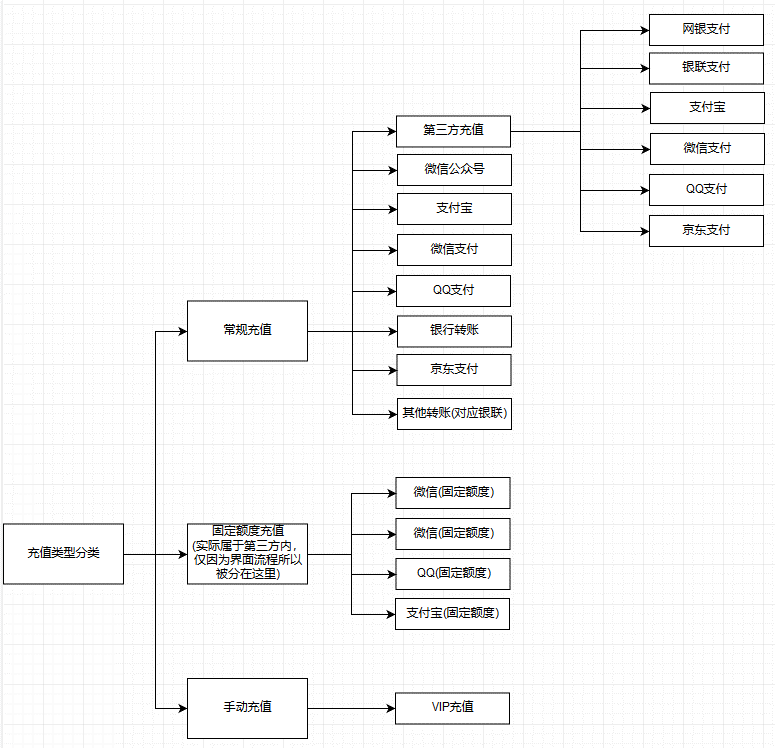 网银支付
银联支付
支付宝
微信支付
QQ支付
京东支付
第三方充值
微信公众号
支付宝
微信支付
QQ支付
银行转账
京东支付
其他转账(对应银联)
常规充值
微信(固定额度)
微信(固定额度)
QQ(固定额度)
支付宝(固定额度)
固定额度充值
(实际属于第三方内，
仅因为界面流程所以
被分在这里)
充值类型分类
手动充值
VIP充值